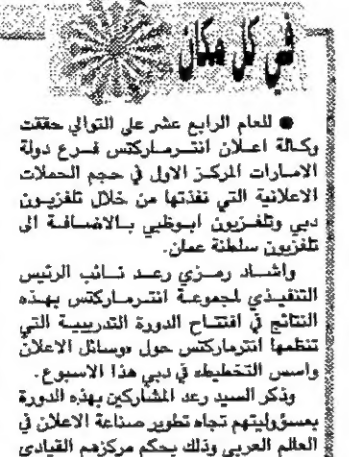 في كل مكان
● للعام الرابع عشر على التوالي حققت
وكالة اعلان انترماركتس فرع دولة
الامارات المركز الاول في حجم الحملات
الاعلانية التي نفذتها من خلال تلفزيون
دبي وتلفزيون ابوظبي بالاضافة الى
تلفزيون سلطنة عمان.
واشاد رمزي رعد نائب الرئيس
التنفيذي لمجموعة انترماركتس بهذه
النتائج في افتتاح الدورة التدريبية التي
تنظمها انترماركتس حول «وسائل الاعلان
واسس التخطيط» في دبي هذا الاسبوع.
وذكر السيد رعد المشاركين بهذه الدورة
بمسؤوليتهم تجاه تطوير صناعة الاعلان في
العالم العربي وذلك بحكم مركزهم القيادي